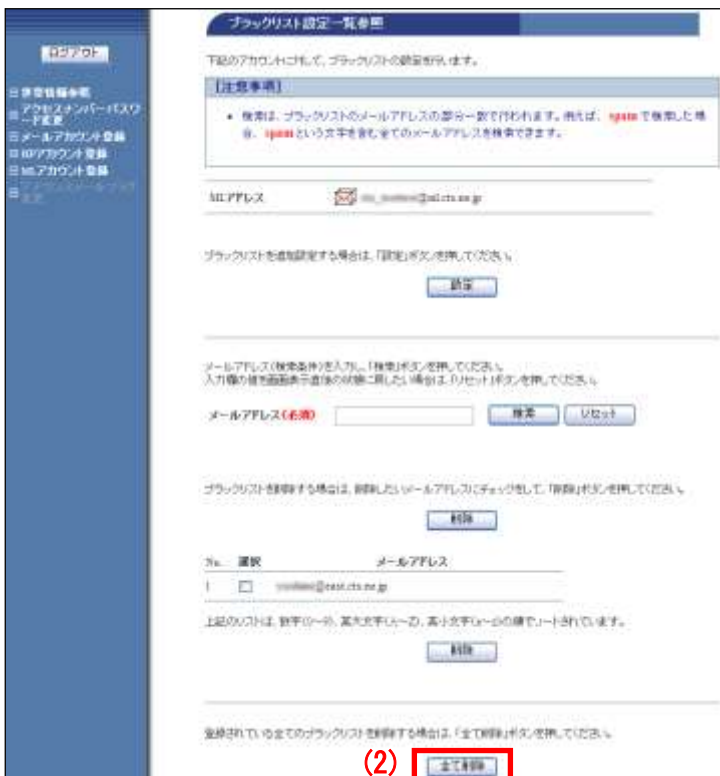 ブラックリスト設定一覧参照
ログアウト
下記のアカウントに対して、ブラックリストの設定を行います。
【注意事項】
契約情報参照
アクセスナンバーパスワード変更
メールアカウント登録
HPアカウント登録
MLアカウント登録
• 検索は、ブラックリストのメールアドレスの部分一致で行われます。例えば、spamで検索した場
合、spamという文字を含む全てのメールアドレスを検索できます。
MLアドレス @ml.cts.ne.jp
ブラックリストを追加設定する場合は、「設定」ボタンを押してください。
設定
メールアドレス(検索条件)を入力し、「検索」ボタンを押してください。
入力欄の値を画面表示直後の状態に戻したい場合は、「リセット」ボタンを押してください。
メールアドレス(必須) 検索 リセット
ブラックリストを削除する場合は、削除したいメールアドレスにチェックをして、「削除」ボタンを押してください。
削除
No. 選択 メールアドレス
1 @east.cts.ne.jp
上記のリストは、数字(0~9)、英大文字(A~Z)、英小文字(a~z)の順でソートされています。
削除
登録されている全てのブラックリストを削除する場合は、「全て削除」ボタンを押してください。
(2) 全て削除